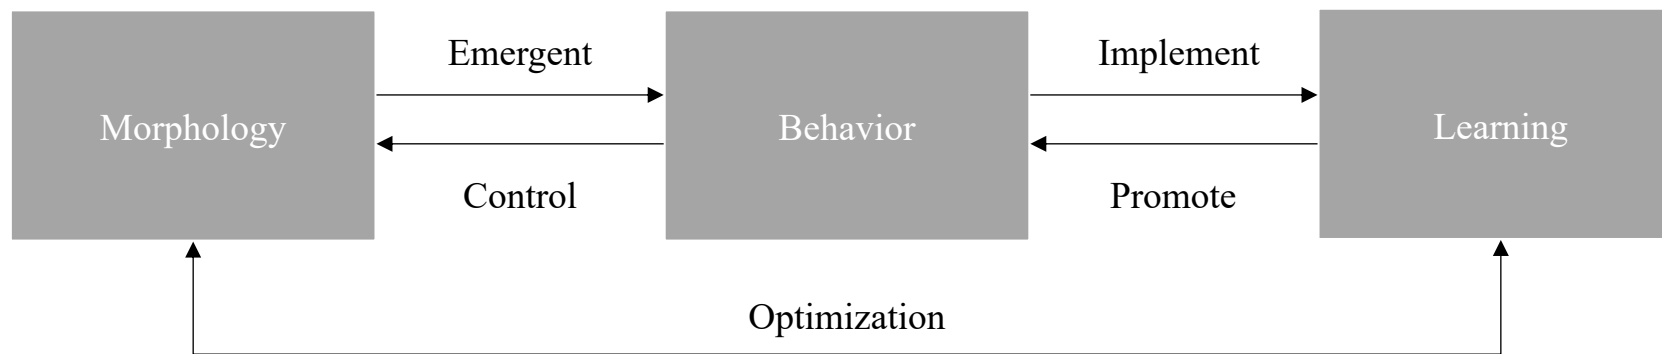 Emergent
Implement
Morphology
Behavior
Learning
Control
Promote
Optimization